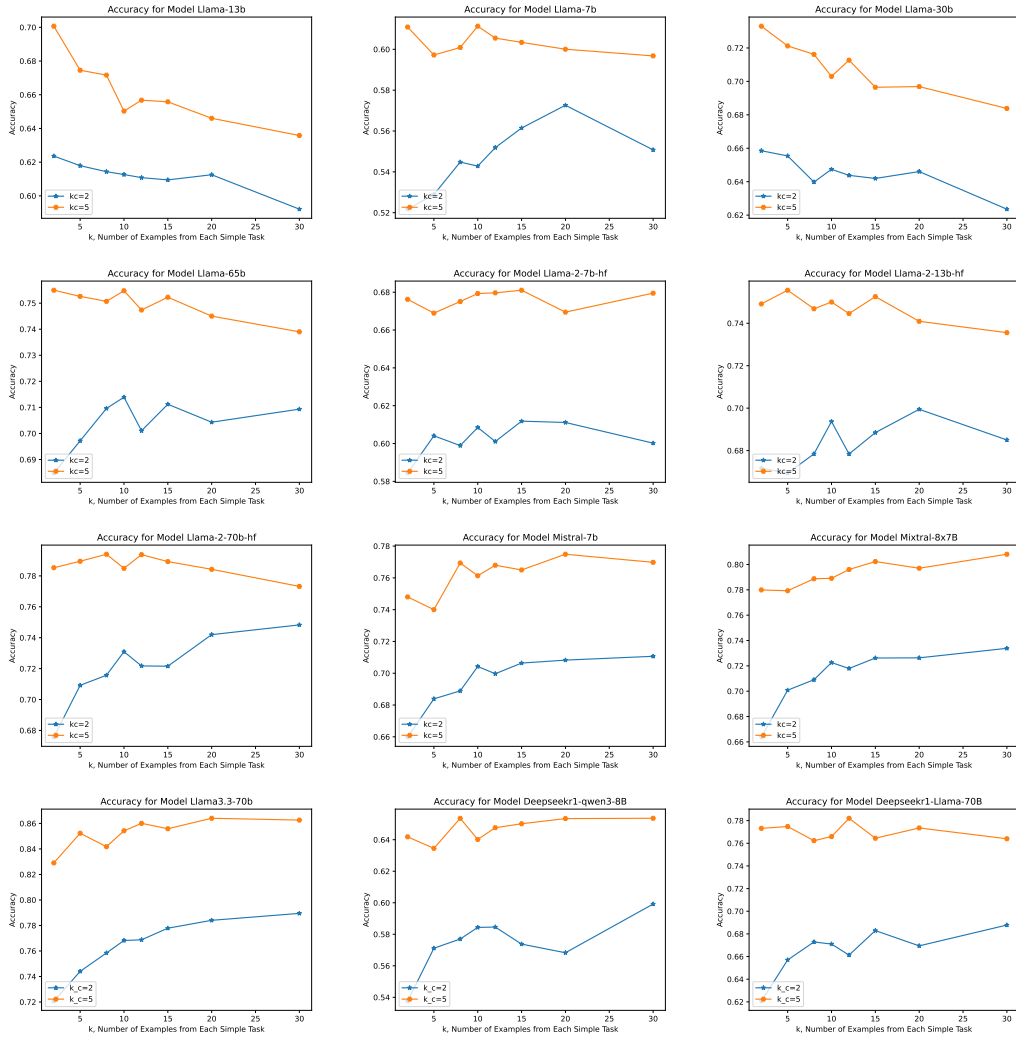 Accuracy for Model Llama-13b
Accuracy
0.70
0.68
0.66
0.64
0.62
0.60
kc=2
kc=5
5 10 15 20 25 30
k, Number of Examples from Each Simple Task
Accuracy for Model Llama-7b
Accuracy
0.60
0.58
0.56
0.54
0.52
kc=2
kc=5
5 10 15 20 25 30
k, Number of Examples from Each Simple Task
Accuracy for Model Llama-30b
Accuracy
0.72
0.70
0.68
0.66
0.64
0.62
kc=2
kc=5
5 10 15 20 25 30
k, Number of Examples from Each Simple Task
Accuracy for Model Llama-65b
Accuracy
0.75
0.74
0.73
0.72
0.71
0.70
0.69
kc=2
kc=5
5 10 15 20 25 30
k, Number of Examples from Each Simple Task
Accuracy for Model Llama-2-7b-hf
Accuracy
0.68
0.66
0.64
0.62
0.60
0.58
kc=2
kc=5
5 10 15 20 25 30
k, Number of Examples from Each Simple Task
Accuracy for Model Llama-2-13b-hf
Accuracy
0.74
0.72
0.70
0.68
kc=2
kc=5
5 10 15 20 25 30
k, Number of Examples from Each Simple Task
Accuracy for Model Llama-2-70b-hf
Accuracy
0.78
0.76
0.74
0.72
0.70
0.68
kc=2
kc=5
5 10 15 20 25 30
k, Number of Examples from Each Simple Task
Accuracy for Model Mistral-7b
Accuracy
0.78
0.76
0.74
0.72
0.70
0.68
0.66
kc=2
kc=5
5 10 15 20 25 30
k, Number of Examples from Each Simple Task
Accuracy for Model Mixtral-8x7B
Accuracy
0.80
0.78
0.76
0.74
0.72
0.70
0.68
0.66
kc=2
kc=5
5 10 15 20 25 30
k, Number of Examples from Each Simple Task
Accuracy for Model Llama3.3-70b
Accuracy
0.86
0.84
0.82
0.80
0.78
0.76
0.74
0.72
k_c=2
k_c=5
5 10 15 20 25 30
k, Number of Examples from Each Simple Task
Accuracy for Model Deepseekr1-qwen3-8B
Accuracy
0.64
0.62
0.60
0.58
0.56
0.54
k_c=2
k_c=5
5 10 15 20 25 30
k, Number of Examples from Each Simple Task
Accuracy for Model Deepseekr1-Llama-70B
Accuracy
0.78
0.76
0.74
0.72
0.70
0.68
0.66
0.64
0.62
k_c=2
k_c=5
5 10 15 20 25 30
k, Number of Examples from Each Simple Task